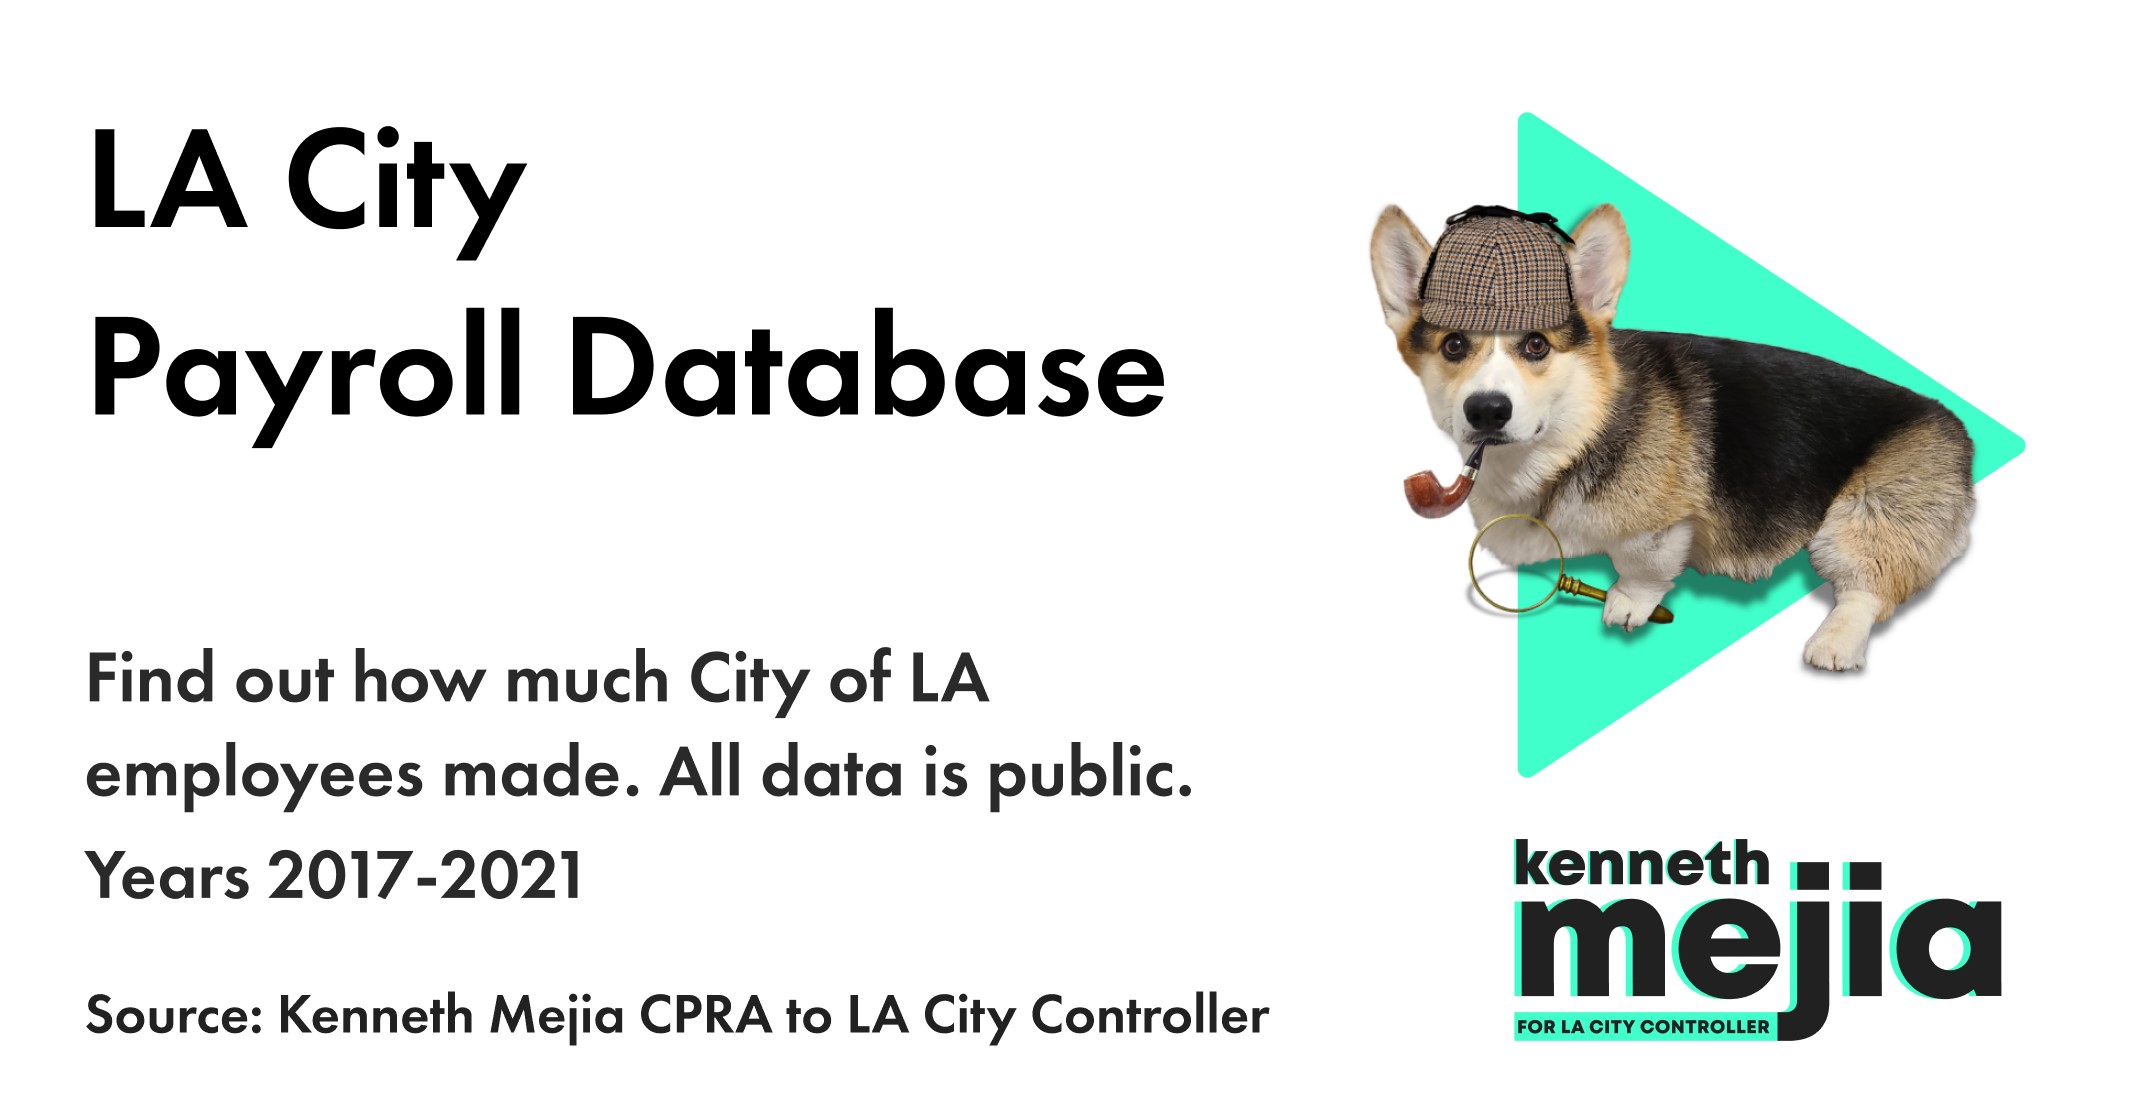 LA City
Payroll Database
Find out how much City of LA
employees made. All data is public.
Years 2017-2021
Source: Kenneth Mejia CPRA to LA City Controller
kenneth
mejia
FOR LA CITY CONTROLLER